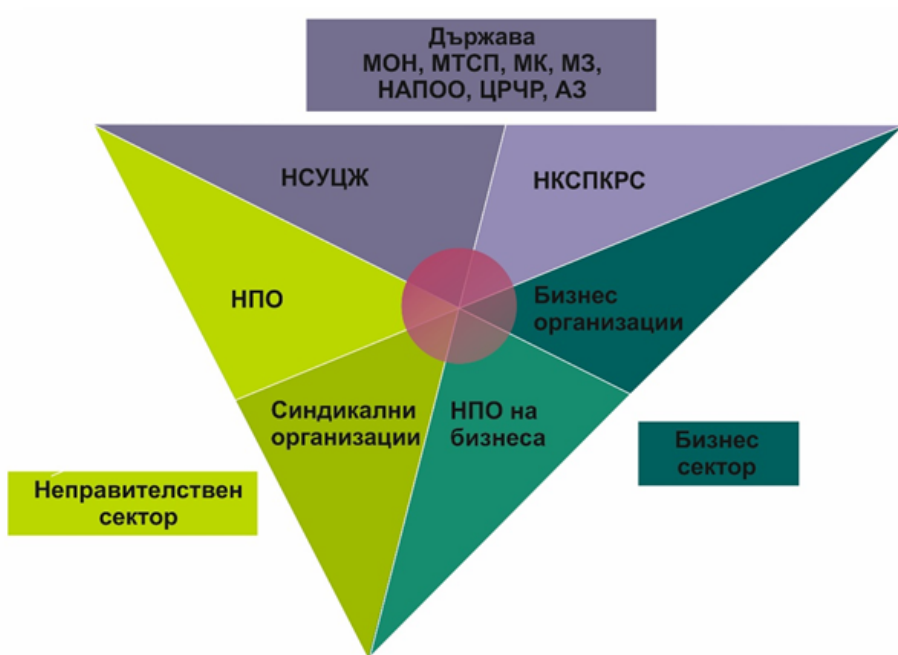 Държава
МОН, МТСП, МК, МЗ,
НАПОО, ЦРЧР, АЗ
НСУЦЖ
НКСПКРС
НПО
Бизнес
организации
Синдикални
организации
НПО на
бизнеса
Бизнес
сектор
Неправителствен
сектор